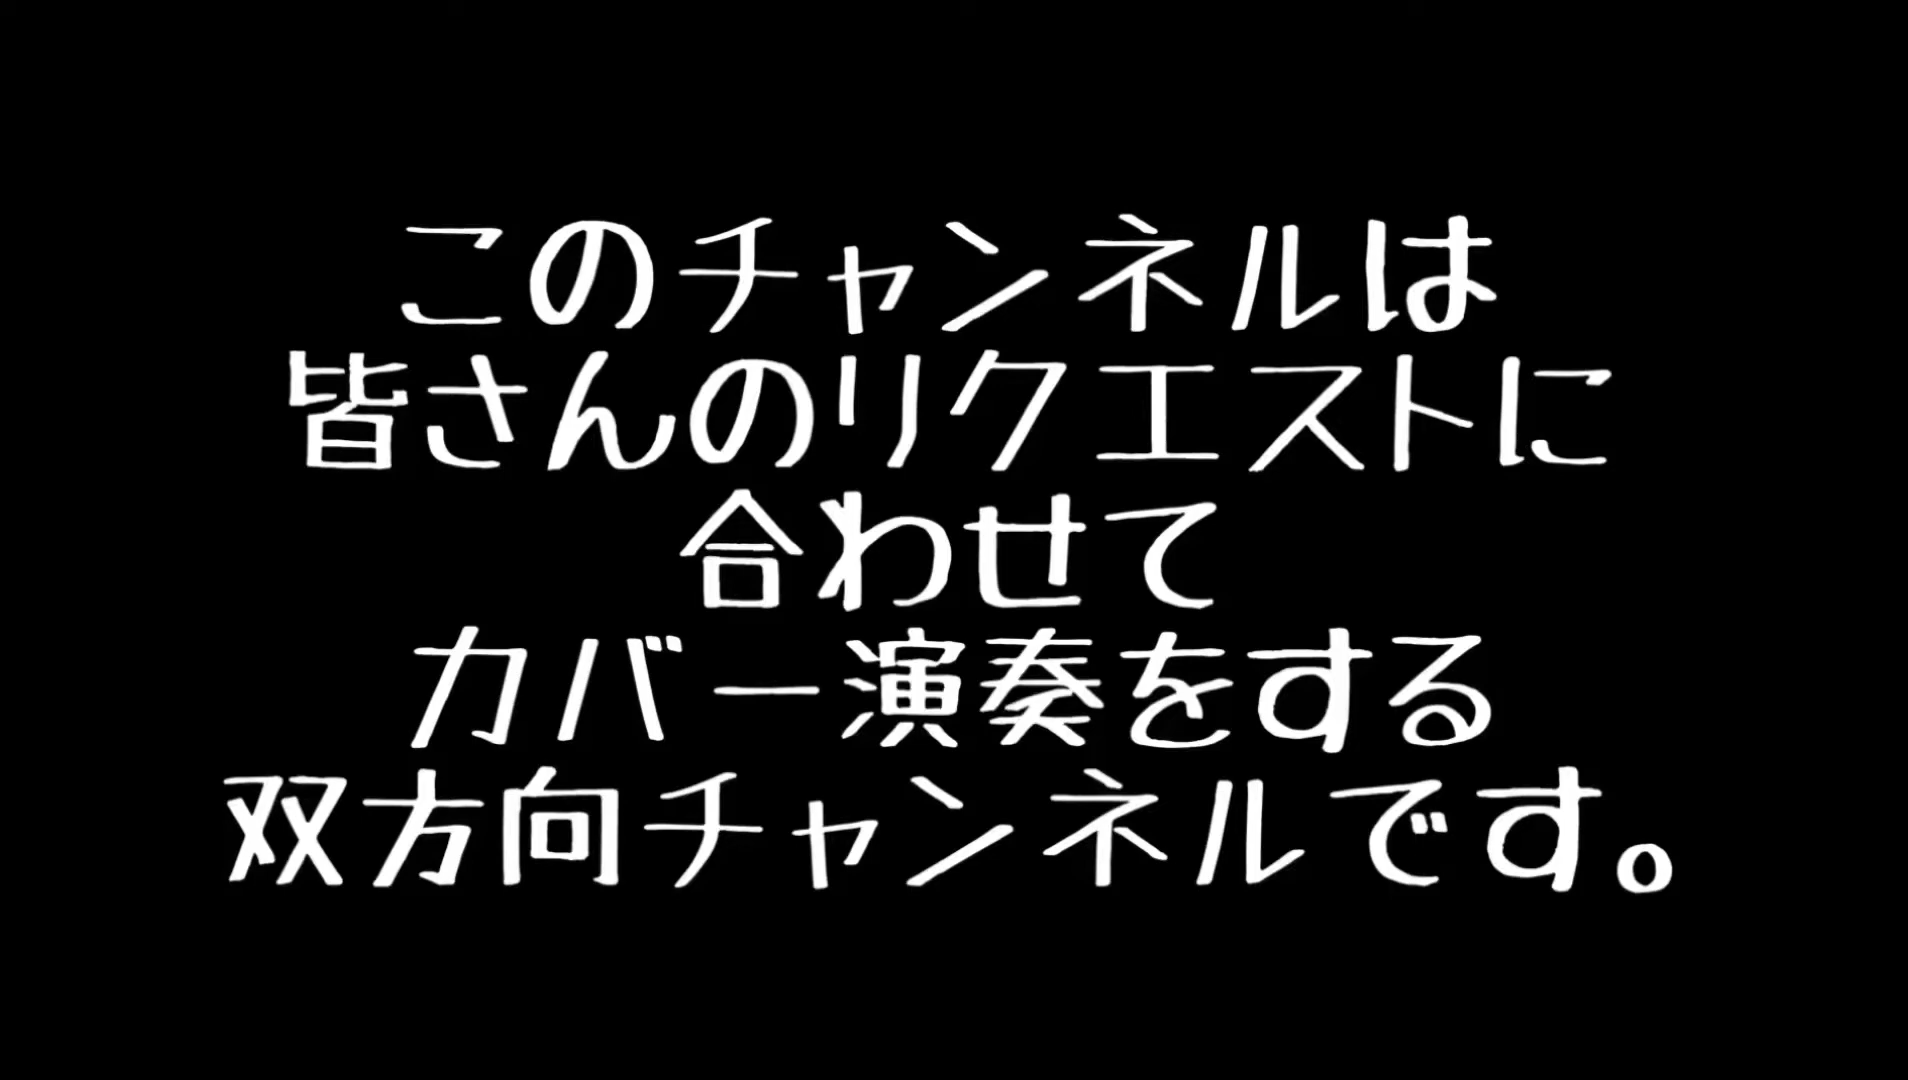 このチャンネルは
皆さんのリクエストに
合わせて
カバー演奏をする
双方向チャンネルです。